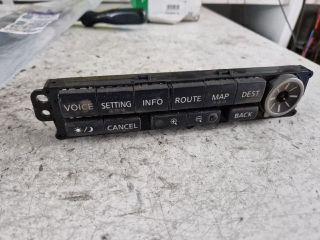 VOICE SETTING INFO ROUTE MAP DEST
CANCEL BACK